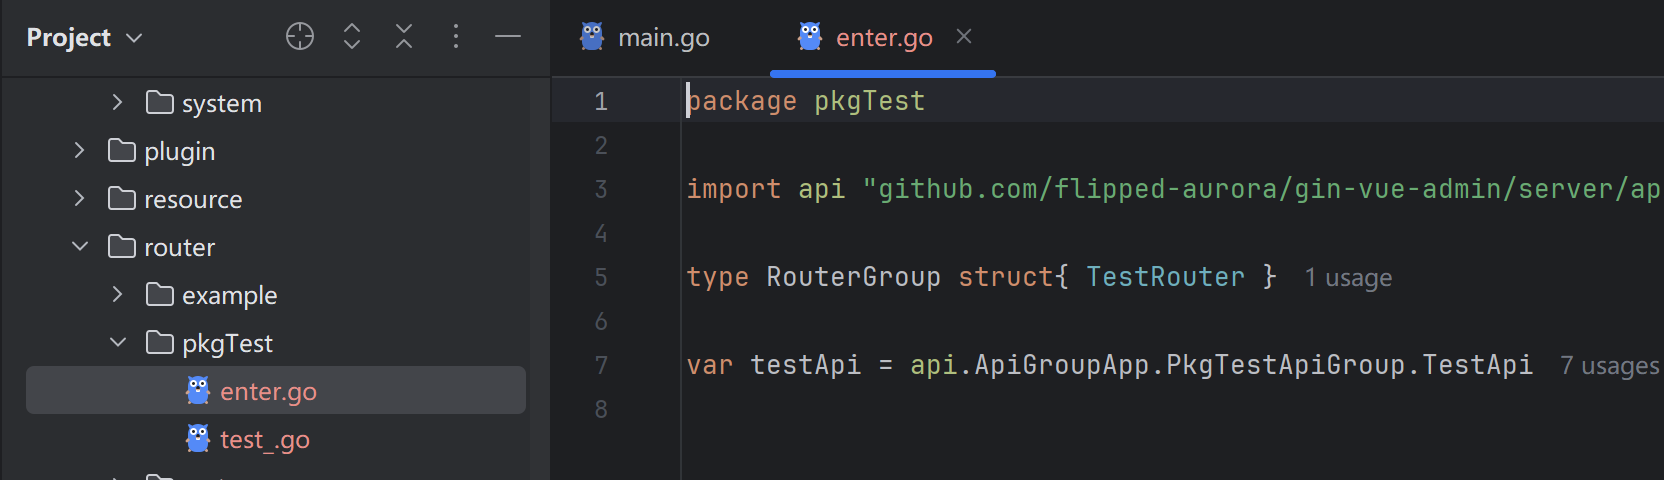 Project
system
plugin
resource
router
example
pkgTest
enter.go
test_.go
main.go
enter.go
1 package pkgTest
2
3 import api "github.com/flipped-aurora/gin-vue-admin/server/ap
4
5 type RouterGroup struct{ TestRouter } 1 usage
6
7 var testApi = api.ApiGroupApp.PkgTestApiGroup.TestApi 7 usages
8